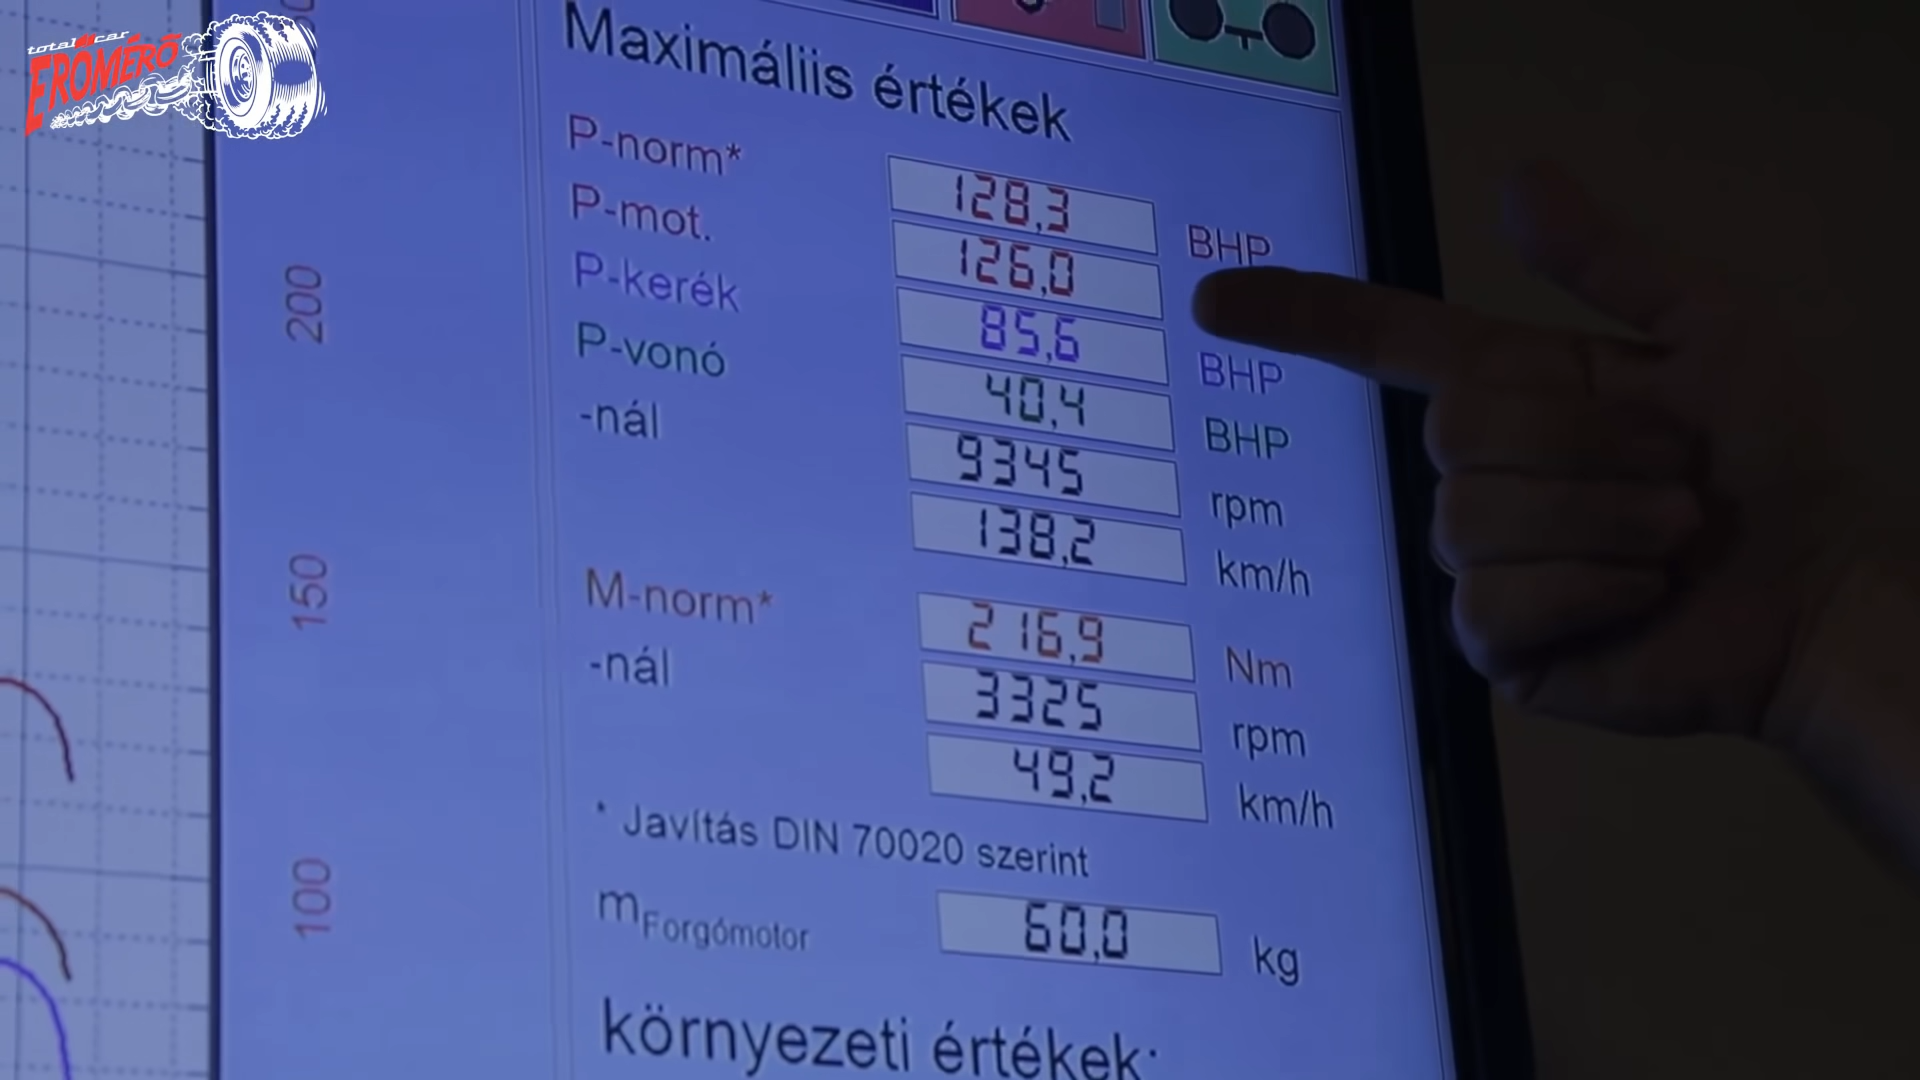 totalcar
ERŐMÉRŐ
Maximáliis értékek
P-norm* 128,3 BHP
P-mot. 126,0
P-kerék 85,6 BHP
P-vonó 40,4 BHP
-nál 9345 rpm
138,2 km/h
M-norm* 216,9 Nm
-nál 3325 rpm
49,2 km/h
* Javítás DIN 70020 szerint
mForgómotor 60,0 kg
környezeti értékek:
200
150
100